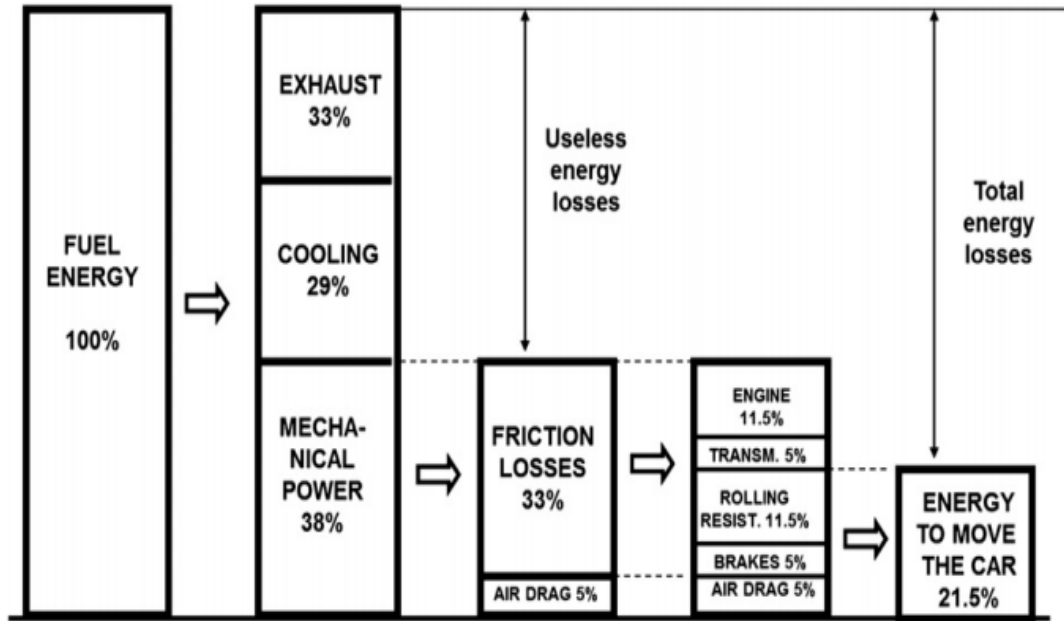 FUEL
ENERGY
100%
EXHAUST
33%
COOLING
29%
MECHA-
NICAL
POWER
38%
Useless
energy
losses
FRICTION
LOSSES
33%
AIR DRAG 5%
ENGINE
11.5%
TRANSM. 5%
ROLLING
RESIST. 11.5%
BRAKES 5%
AIR DRAG 5%
Total
energy
losses
ENERGY
TO MOVE
THE CAR
21.5%